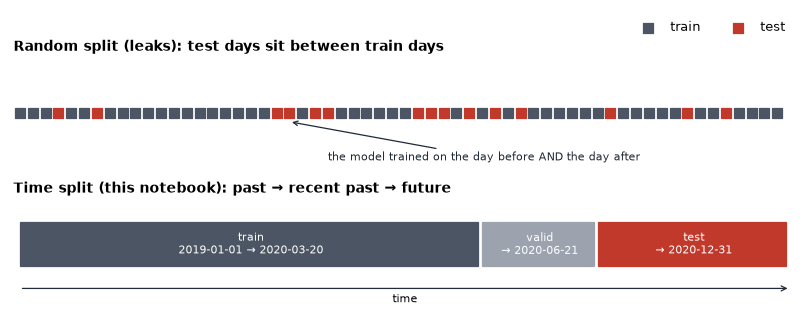 train
test
Random split (leaks): test days sit between train days
the model trained on the day before AND the day after
Time split (this notebook): past → recent past → future
train
2019-01-01 → 2020-03-20
valid
→ 2020-06-21
test
→ 2020-12-31
time